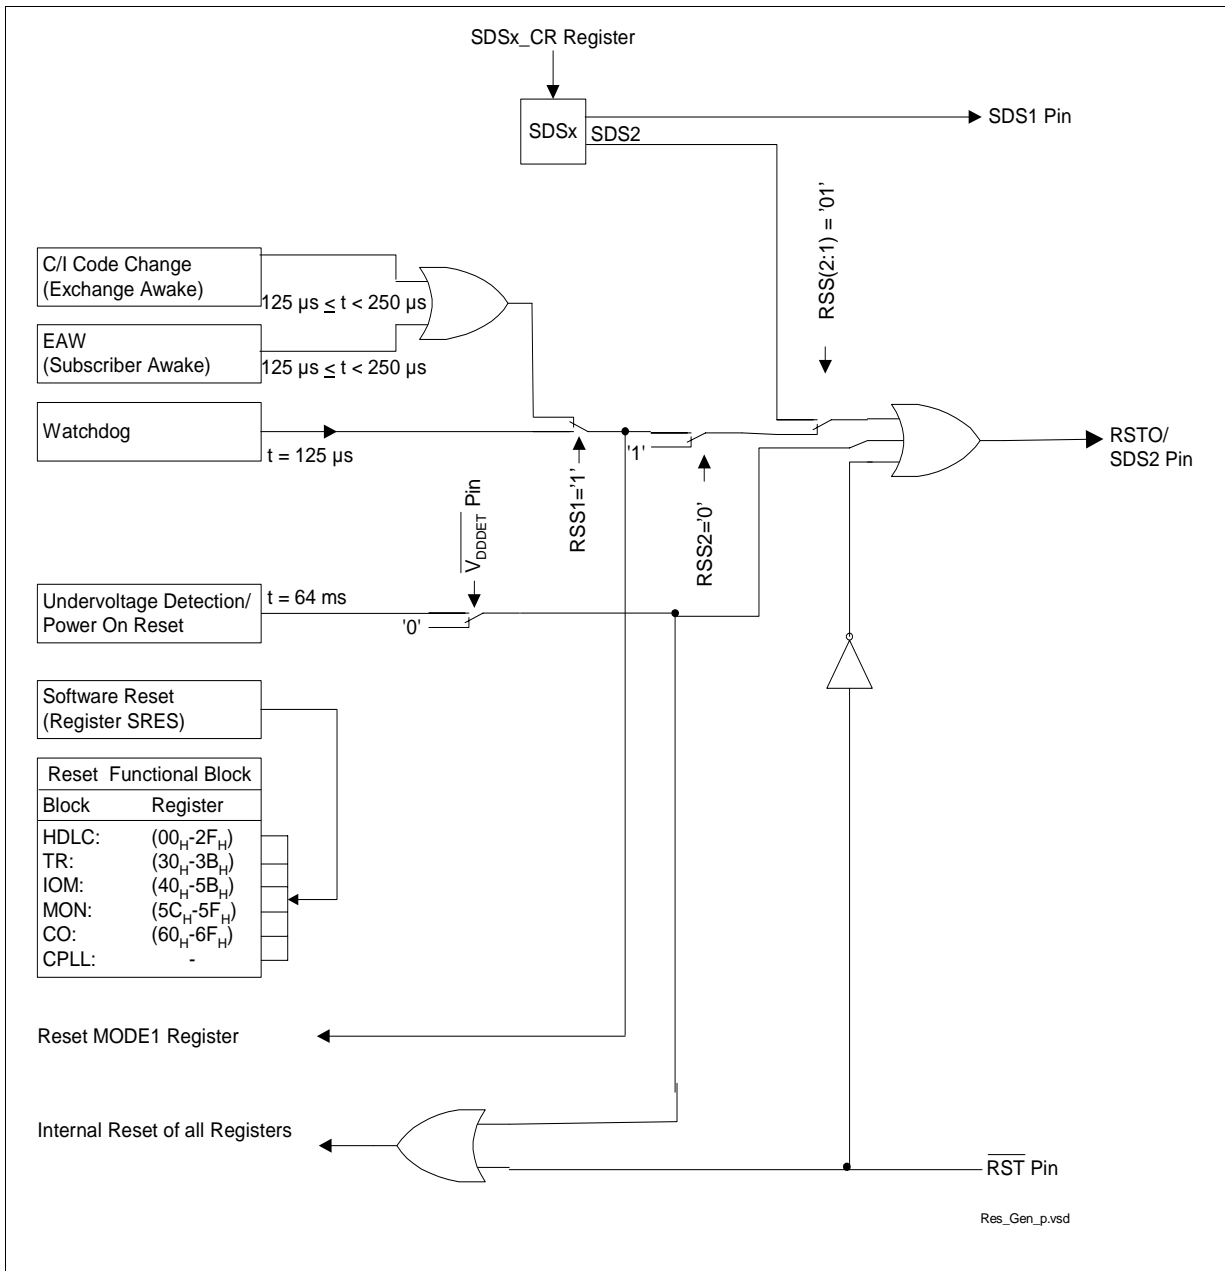 SDSx_CR Register
SDSx
SDS2
SDS1 Pin
RSS(2:1) = '01'
C/I Code Change
(Exchange Awake)
125 µs ≤ t < 250 µs
EAW
(Subscriber Awake)
125 µs ≤ t < 250 µs
Watchdog
t = 125 µs
'1'
RSTO/
SDS2 Pin
RSS1='1'
RSS2='0'
VDDDET Pin
Undervoltage Detection/
Power On Reset
t = 64 ms
'0'
Software Reset
(Register SRES)
Reset Functional Block
Block Register
HDLC: (00H-2FH)
TR: (30H-3BH)
IOM: (40H-5BH)
MON: (5CH-5FH)
CO: (60H-6FH)
CPLL: -
Reset MODE1 Register
Internal Reset of all Registers
RST Pin
Res_Gen_p.vsd